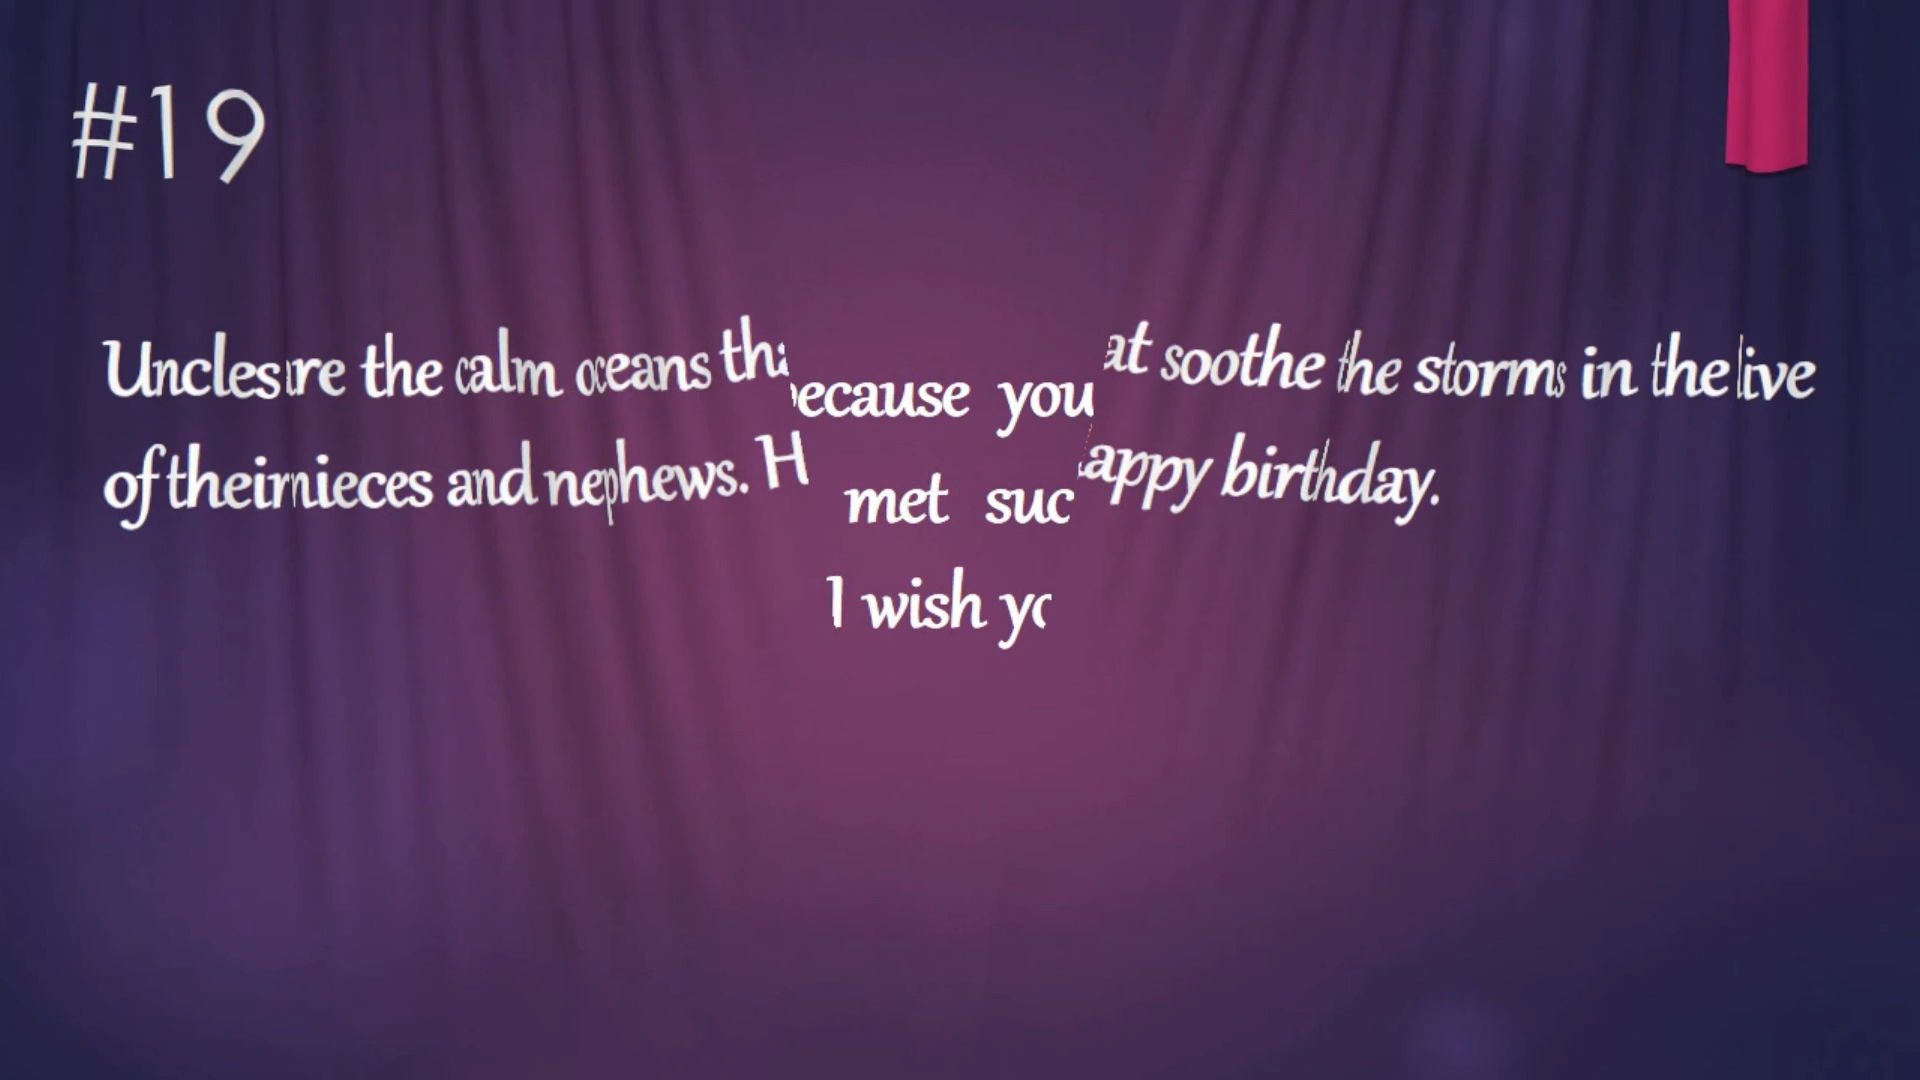 #19
Uncles are the calm oceans tha ecause you at soothe the storms in the live
of their nieces and nephews. H met suc appy birthday.
I wish yo